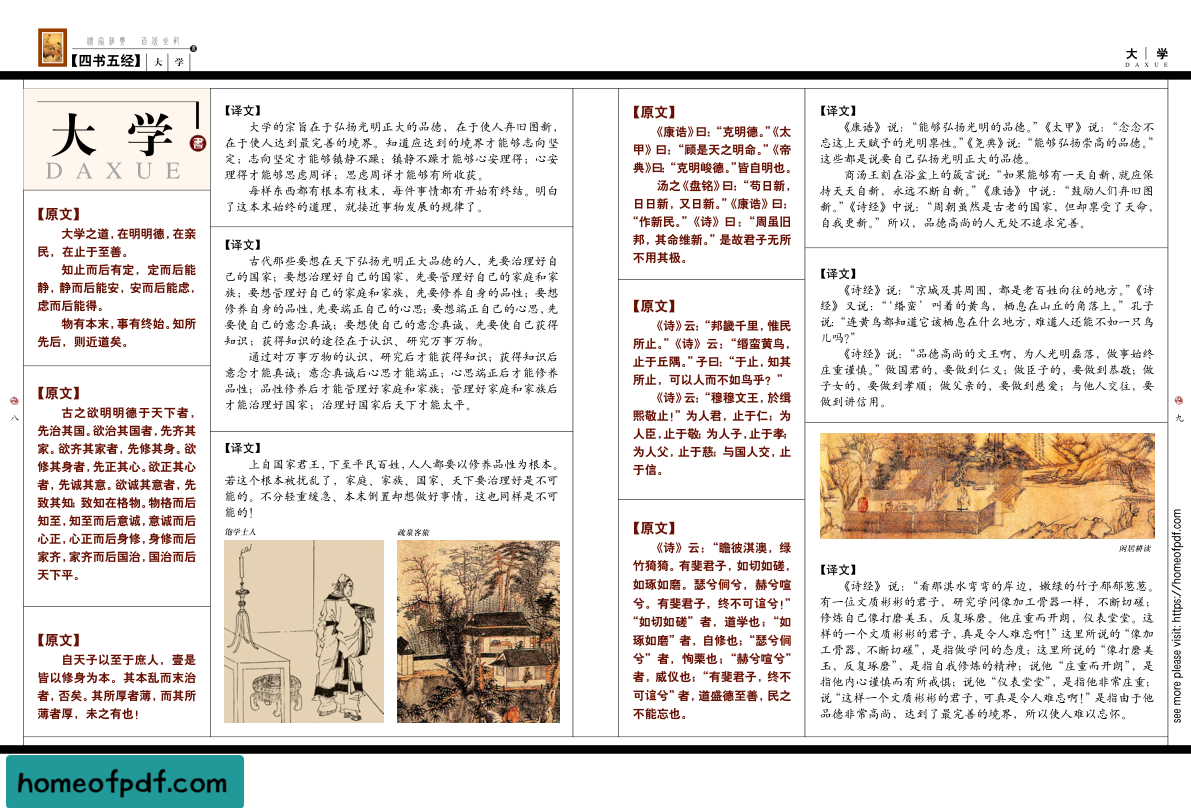 【四书五经】 大 学
大 学
DAXUE
大 学
書
DAXUE
【原文】
大学之道,在明明德,在亲
民,在止于至善。
知止而后有定,定而后能
静,静而后能安,安而后能虑,
虑而后能得。
物有本末,事有终始。知所
先后,则近道矣。
【原文】
古之欲明明德于天下者,
先治其国。欲治其国者,先齐其
家。欲齐其家者,先修其身。欲
修其身者,先正其心。欲正其心
者,先诚其意。欲诚其意者,先
致其知;致知在格物。物格而后
知至,知至而后意诚,意诚而后
心正,心正而后身修,身修而后
家齐,家齐而后国治,国治而后
天下平。
【原文】
自天子以至于庶人,壹是
皆以修身为本。其本乱而末治
者,否矣。其所厚者薄,而其所
薄者厚,未之有也!
八
【译文】
大学的宗旨在于弘扬光明正大的品德,在于使人弃旧图新,
在于使人达到最完善的境界。知道应达到的境界才能够志向坚
定;志向坚定才能够镇静不躁;镇静不躁才能够心安理得;心安
理得才能够思虑周详;思虑周详才能够有所收获。
每样东西都有根本有枝末,每件事情都有开始有终结。明白
了这本末始终的道理,就接近事物发展的规律了。
【译文】
古代那些要想在天下弘扬光明正大品德的人,先要治理好自
己的国家;要想治理好自己的国家,先要管理好自己的家庭和家
族;要想管理好自己的家庭和家族,先要修养自身的品性;要想
修养自身的品性,先要端正自己的心思;要想端正自己的心思,先
要使自己的意念真诚;要想使自己的意念真诚,先要使自己获得
知识;获得知识的途径在于认识、研究万事万物。
通过对万事万物的认识,研究后才能获得知识;获得知识后
意念才能真诚;意念真诚后心思才能端正;心思端正后才能修养
品性;品性修养后才能管理好家庭和家族;管理好家庭和家族后
才能治理好国家;治理好国家后天下才能太平。
【译文】
上自国家君王,下至平民百姓,人人都要以修养品性为根本。
若这个根本被扰乱了,家庭、家族、国家、天下要治理好是不可
能的。不分轻重缓急、本末倒置却想做好事情,这也同样是不可
能的!
饱学士人
疏泉客旅
【原文】
《康诰》曰:“克明德。”《太
甲》曰:“顾是天之明命。”《帝
典》曰:“克明峻德。”皆自明也。
汤之《盘铭》曰:“苟日新,
日日新,又日新。”《康诰》曰:
“作新民。”《诗》曰:“周虽旧
邦,其命维新。”是故君子无所
不用其极。
【原文】
《诗》云:“邦畿千里,惟民
所止。”《诗》云:“缗蛮黄鸟,
止于丘隅。”子曰:“于止,知其
所止,可以人而不如鸟乎?”
《诗》云:“穆穆文王,於缉
熙敬止!”为人君,止于仁;为
人臣,止于敬;为人子,止于孝;
为人父,止于慈;与国人交,止
于信。
【原文】
《诗》云:“瞻彼淇澳,绿
竹猗猗。有斐君子,如切如磋,
如琢如磨。瑟兮僩兮,赫兮喧
兮。有斐君子,终不可諠兮!”
“如切如磋”者,道学也;“如
琢如磨”者,自修也;“瑟兮僩
兮”者,恂栗也;“赫兮喧兮”
者,威仪也;“有斐君子,终不
可諠兮”者,道盛德至善,民之
不能忘也。
【译文】
《康诰》说:“能够弘扬光明的品德。”《太甲》说:“念念不
忘这上天赋予的光明禀性。”《尧典》说:“能够弘扬崇高的品德。”
这些都是说要自己弘扬光明正大的品德。
商汤王刻在浴盆上的箴言说:“如果能够有一天自新,就应保
持天天自新,永远不断自新。”《康诰》中说:“鼓励人们弃旧图
新。”《诗经》中说:“周朝虽然是古老的国家,但却禀受了天命,
自我更新。”所以,品德高尚的人无处不追求完善。
【译文】
《诗经》说:“京城及其周围,都是老百姓向往的地方。”《诗
经》又说:“‘缗蛮’叫着的黄鸟,栖息在山丘的角落上。”孔子
说:“连黄鸟都知道它该栖息在什么地方,难道人还能不如一只鸟
儿吗?”
《诗经》说:“品德高尚的文王啊,为人光明磊落,做事始终
庄重谨慎。”做国君的,要做到仁义;做臣子的,要做到恭敬;做
子女的,要做到孝顺;做父亲的,要做到慈爱;与他人交往,要
做到讲信用。
闲居耕读
【译文】
《诗经》说:“看那淇水弯弯的岸边,嫩绿的竹子郁郁葱葱。
有一位文质彬彬的君子,研究学问像加工骨器一样,不断切磋;
修炼自己像打磨美玉,反复琢磨。他庄重而开朗,仪表堂堂。这
样的一个文质彬彬的君子,真是令人难忘啊!”这里所说的“像加
工骨器,不断切磋”,是指做学问的态度;这里所说的“像打磨美
玉,反复琢磨”,是指自我修炼的精神;说他“庄重而开朗”,是
指他内心谨慎而有所戒惧;说他“仪表堂堂”,是指他非常庄重;
说“这样一个文质彬彬的君子,可真是令人难忘啊!”是指由于他
品德非常高尚,达到了最完善的境界,所以使人难以忘怀。
九
see more please visit: https://homeofpdf.com
homeofpdf.com